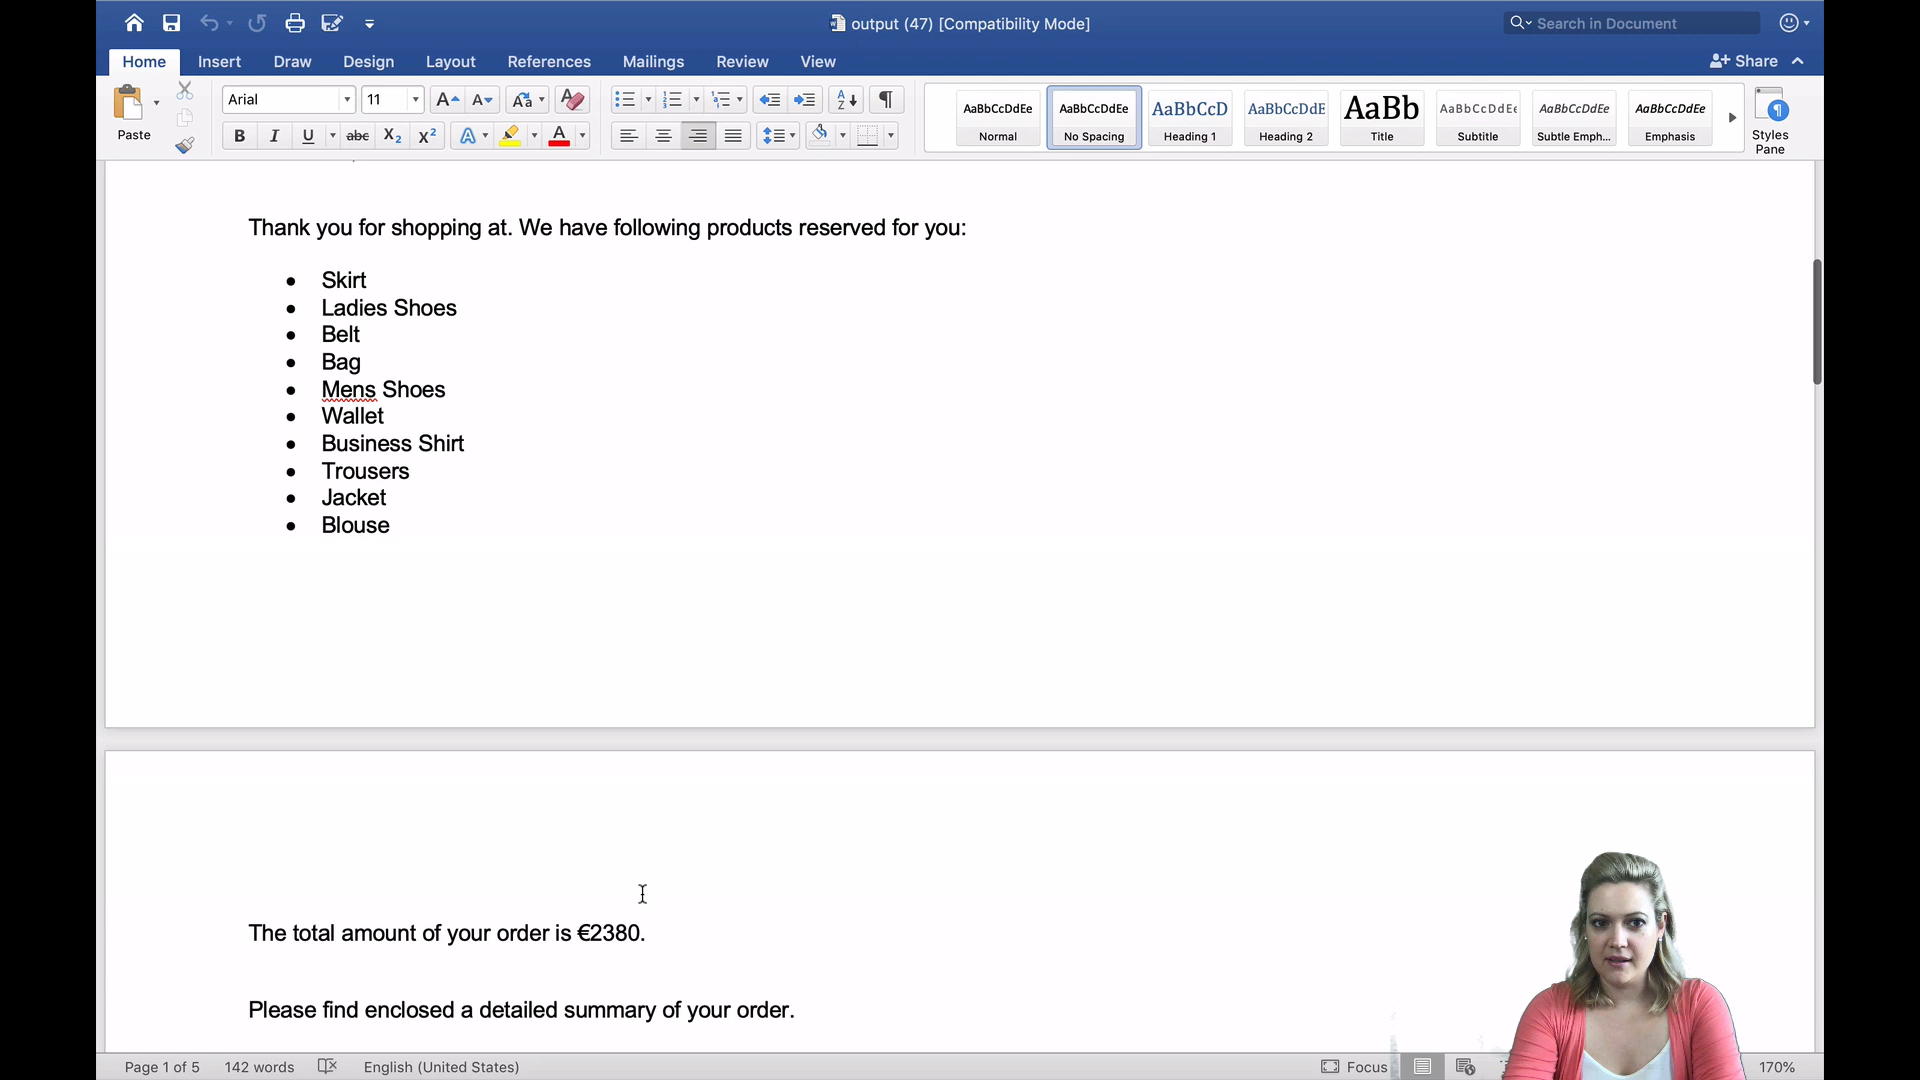 output (47) [Compatibility Mode]
Search in Document
Home Insert Draw Design Layout References Mailings Review View
Share
Paste
Arial 11
AaBbCcDdEe AaBbCcDdEe AaBbCcD AaBbCcDdE AaBb AaBbCcDdEe AaBbCcDdEe AaBbCcDdEe
Normal No Spacing Heading 1 Heading 2 Title Subtitle Subtle Emph... Emphasis
Styles
Pane
B I U abc X₂ X² A A
Thank you for shopping at. We have following products reserved for you:
• Skirt
• Ladies Shoes
• Belt
• Bag
• Mens Shoes
• Wallet
• Business Shirt
• Trousers
• Jacket
• Blouse
The total amount of your order is €2380.
Please find enclosed a detailed summary of your order.
Page 1 of 5 142 words English (United States) Focus 170%